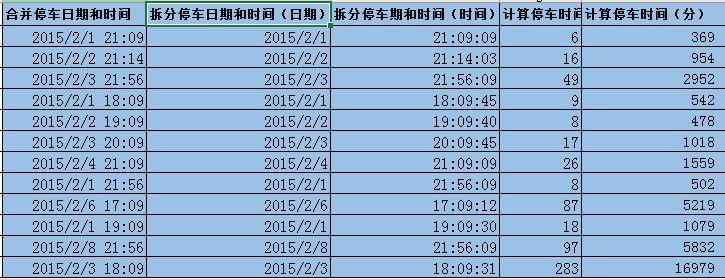 合并停车日期和时间 拆分停车日期和时间（日期） 拆分停车期和时间（时间） 计算停车时间 计算停车时间（分）
2015/2/1 21:09 2015/2/1 21:09:09 6 369
2015/2/2 21:14 2015/2/2 21:14:03 16 954
2015/2/3 21:56 2015/2/3 21:56:09 49 2952
2015/2/1 18:09 2015/2/1 18:09:45 9 542
2015/2/2 19:09 2015/2/2 19:09:40 8 478
2015/2/3 20:09 2015/2/3 20:09:45 17 1018
2015/2/4 21:09 2015/2/4 21:09:09 26 1559
2015/2/1 21:56 2015/2/1 21:56:09 8 502
2015/2/6 17:09 2015/2/6 17:09:12 87 5219
2015/2/1 19:09 2015/2/1 19:09:30 18 1079
2015/2/8 21:56 2015/2/8 21:56:09 97 5832
2015/2/3 18:09 2015/2/3 18:09:31 283 16979